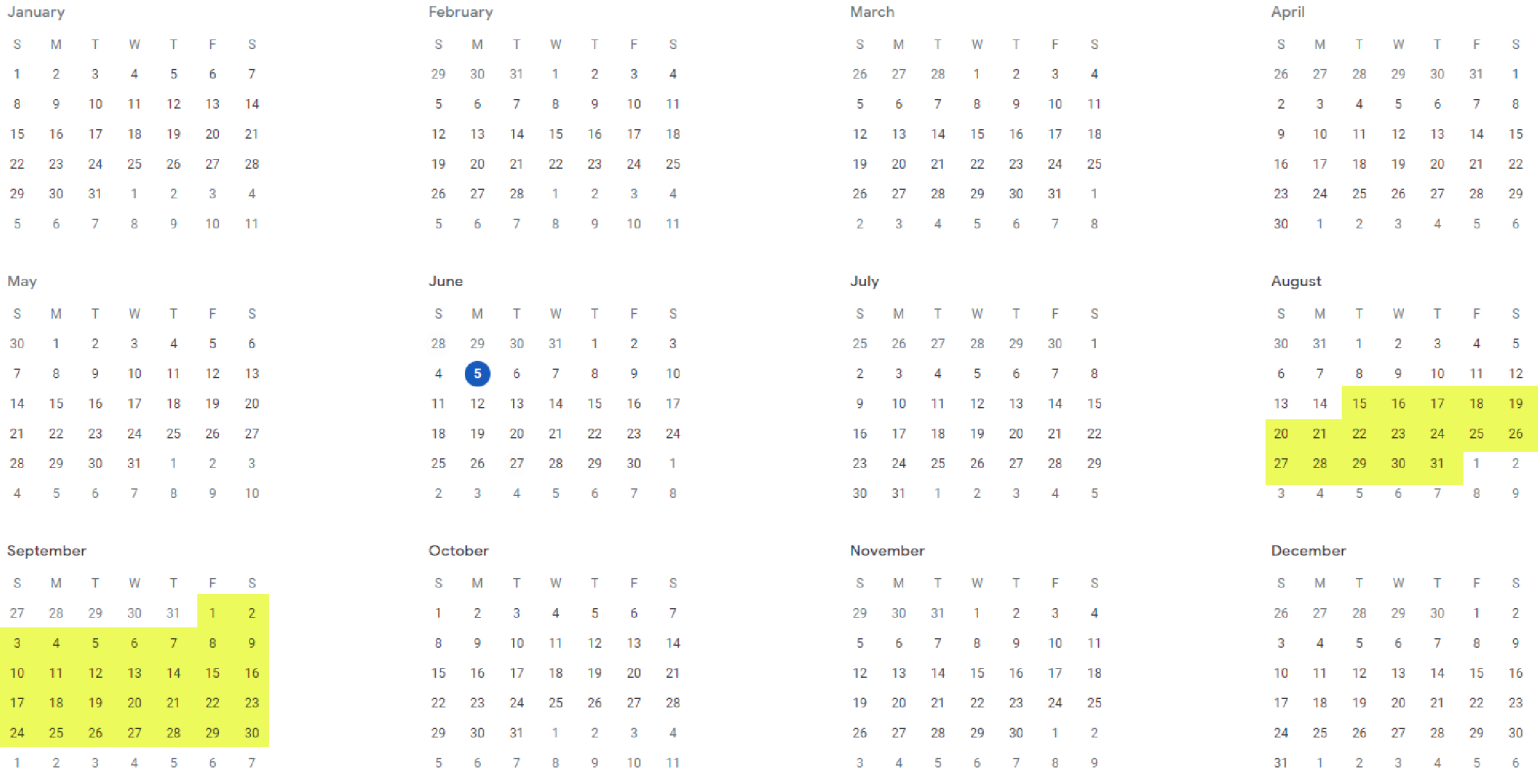 January February March April
S M T W T F S S M T W T F S S M T W T F S S M T W T F S
1 2 3 4 5 6 7 29 30 31 1 2 3 4 26 27 28 1 2 3 4 26 27 28 29 30 31 1
8 9 10 11 12 13 14 5 6 7 8 9 10 11 5 6 7 8 9 10 11 2 3 4 5 6 7 8
15 16 17 18 19 20 21 12 13 14 15 16 17 18 12 13 14 15 16 17 18 9 10 11 12 13 14 15
22 23 24 25 26 27 28 19 20 21 22 23 24 25 19 20 21 22 23 24 25 16 17 18 19 20 21 22
29 30 31 1 2 3 4 26 27 28 1 2 3 4 26 27 28 29 30 31 1 23 24 25 26 27 28 29
5 6 7 8 9 10 11 5 6 7 8 9 10 11 2 3 4 5 6 7 8 30 1 2 3 4 5 6
May June July August
S M T W T F S S M T W T F S S M T W T F S S M T W T F S
30 1 2 3 4 5 6 28 29 30 31 1 2 3 25 26 27 28 29 30 1 30 31 1 2 3 4 5
7 8 9 10 11 12 13 4 5 6 7 8 9 10 2 3 4 5 6 7 8 6 7 8 9 10 11 12
14 15 16 17 18 19 20 11 12 13 14 15 16 17 9 10 11 12 13 14 15 13 14 15 16 17 18 19
21 22 23 24 25 26 27 18 19 20 21 22 23 24 16 17 18 19 20 21 22 20 21 22 23 24 25 26
28 29 30 31 1 2 3 25 26 27 28 29 30 1 23 24 25 26 27 28 29 27 28 29 30 31 1 2
4 5 6 7 8 9 10 2 3 4 5 6 7 8 30 31 1 2 3 4 5 3 4 5 6 7 8 9
September October November December
S M T W T F S S M T W T F S S M T W T F S S M T W T F S
27 28 29 30 31 1 2 1 2 3 4 5 6 7 29 30 31 1 2 3 4 26 27 28 29 30 1 2
3 4 5 6 7 8 9 8 9 10 11 12 13 14 5 6 7 8 9 10 11 3 4 5 6 7 8 9
10 11 12 13 14 15 16 15 16 17 18 19 20 21 12 13 14 15 16 17 18 10 11 12 13 14 15 16
17 18 19 20 21 22 23 22 23 24 25 26 27 28 19 20 21 22 23 24 25 17 18 19 20 21 22 23
24 25 26 27 28 29 30 29 30 31 1 2 3 4 26 27 28 29 30 1 2 24 25 26 27 28 29 30
1 2 3 4 5 6 7 5 6 7 8 9 10 11 3 4 5 6 7 8 9 31 1 2 3 4 5 6